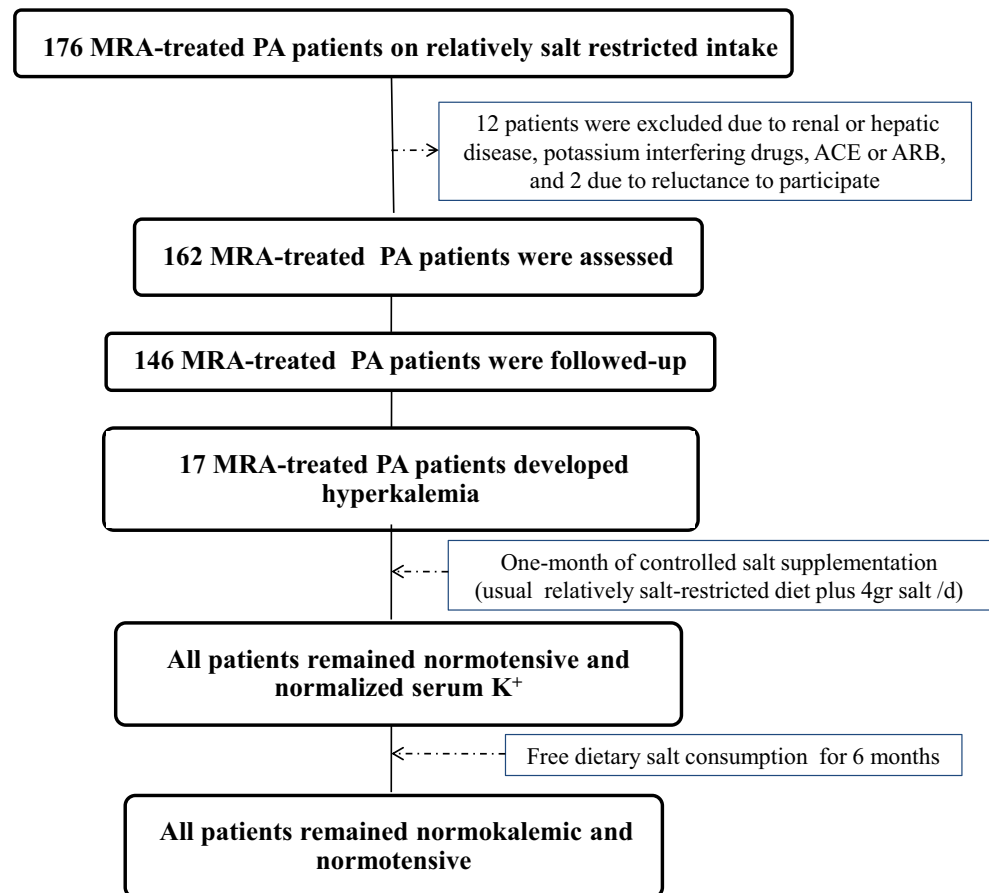 176 MRA-treated PA patients on relatively salt restricted intake
12 patients were excluded due to renal or hepatic
disease, potassium interfering drugs, ACE or ARB,
and 2 due to reluctance to participate
162 MRA-treated PA patients were assessed
146 MRA-treated PA patients were followed-up
17 MRA-treated PA patients developed
hyperkalemia
One-month of controlled salt supplementation
(usual relatively salt-restricted diet plus 4gr salt /d)
All patients remained normotensive and
normalized serum K⁺
Free dietary salt consumption for 6 months
All patients remained normokalemic and
normotensive